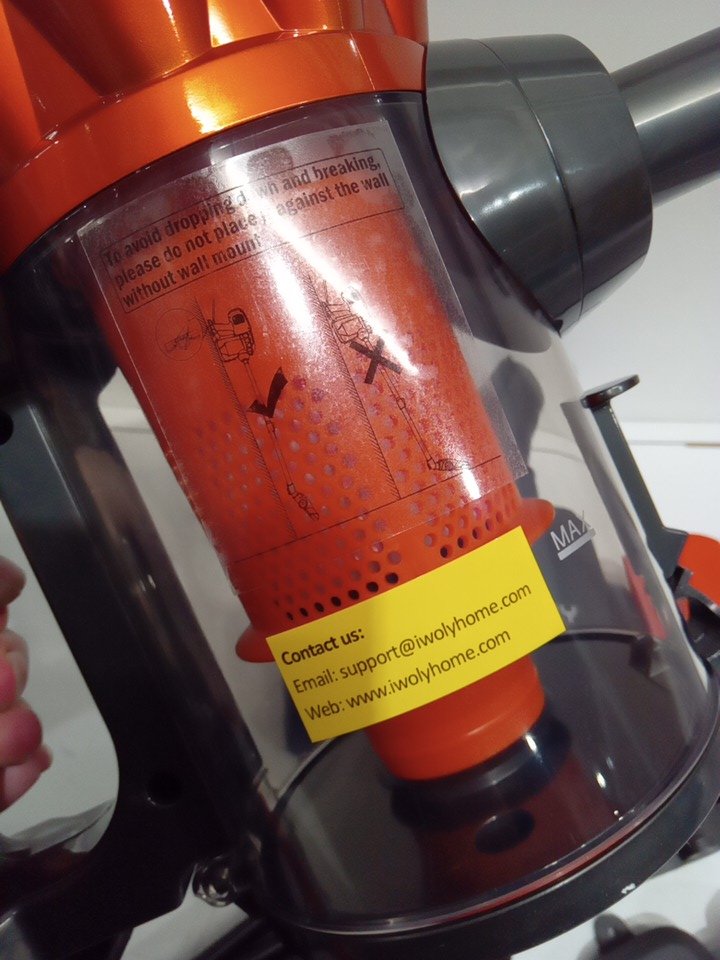 To avoid dropping down and breaking,
please do not place against the wall
without wall mount
MAX
Contact us:
Email: support@iwolyhome.com
Web: www.iwolyhome.com